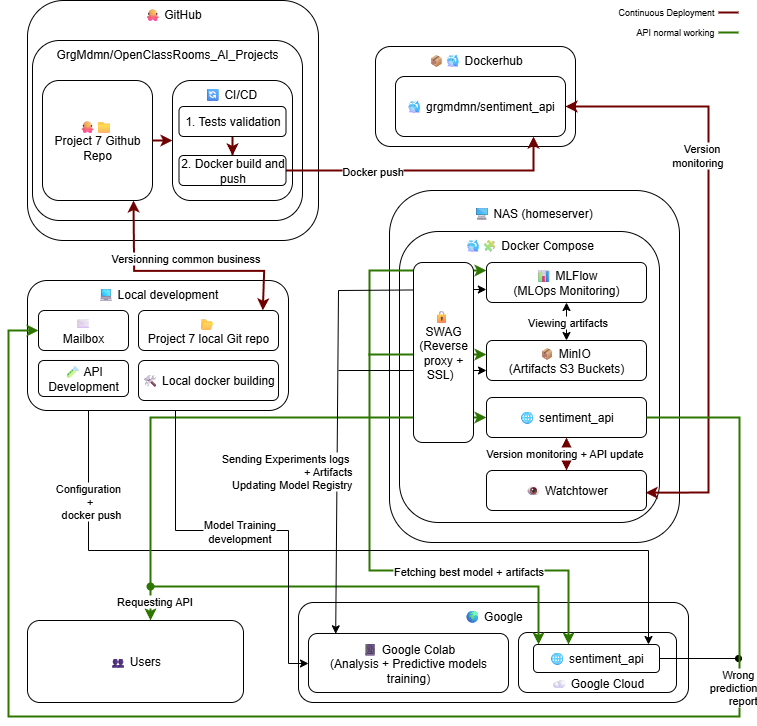 GitHub
Continuous Deployment
API normal working
GrgMdmn/OpenClassRooms_AI_Projects
Dockerhub
CI/CD
grgmdmn/sentiment_api
1. Tests validation
Project 7 Github
Repo
2. Docker build and
push
Docker push
Version
monitoring
NAS (homeserver)
Docker Compose
Versionning common business
MLFlow
(MLOps Monitoring)
Local development
SWAG
(Reverse
proxy +
SSL)
Viewing artifacts
Mailbox
Project 7 local Git repo
MinIO
(Artifacts S3 Buckets)
API
Development
Local docker building
sentiment_api
Version monitoring + API update
Sending Experiments logs
+ Artifacts
Updating Model Registry
Watchtower
Configuration
+
docker push
Model Training
development
Fetching best model + artifacts
Requesting API
Google
Users
Google Colab
(Analysis + Predictive models
training)
sentiment_api
Google Cloud
Wrong
prediction
report